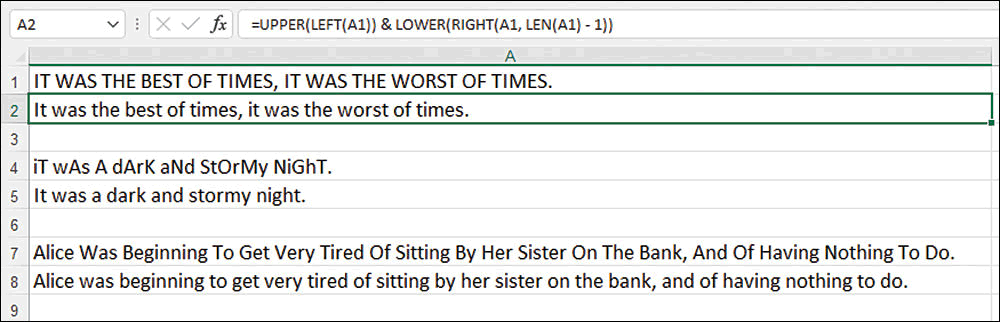 A2 fx =UPPER(LEFT(A1)) & LOWER(RIGHT(A1, LEN(A1) - 1))
A
1 IT WAS THE BEST OF TIMES, IT WAS THE WORST OF TIMES.
2 It was the best of times, it was the worst of times.
3
4 iT wAs A dArK aNd StOrMy NiGhT.
5 It was a dark and stormy night.
6
7 Alice Was Beginning To Get Very Tired Of Sitting By Her Sister On The Bank, And Of Having Nothing To Do.
8 Alice was beginning to get very tired of sitting by her sister on the bank, and of having nothing to do.
9